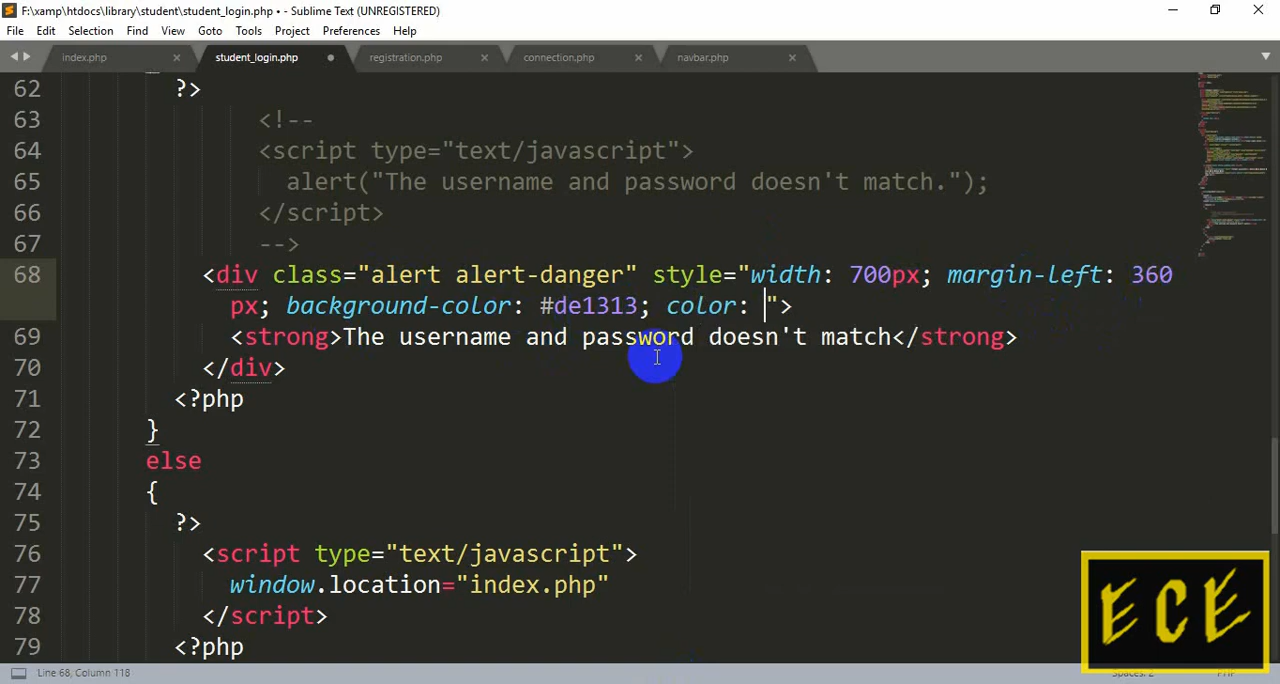 F:\xamp\htdocs\library\student\student_login.php • - Sublime Text (UNREGISTERED)
File Edit Selection Find View Goto Tools Project Preferences Help
index.php student_login.php registration.php connection.php navbar.php
62 ?>
63 <!--
64 <script type="text/javascript">
65 alert("The username and password doesn't match.");
66 </script>
67 -->
68 <div class="alert alert-danger" style="width: 700px; margin-left: 360
px; background-color: #de1313; color: ">
69 <strong>The username and password doesn't match</strong>
70 </div>
71 <?php
72 }
73 else
74 {
75 ?>
76 <script type="text/javascript">
77 window.location="index.php"
78 </script>
79 <?php
ECE
Line 68, Column 118